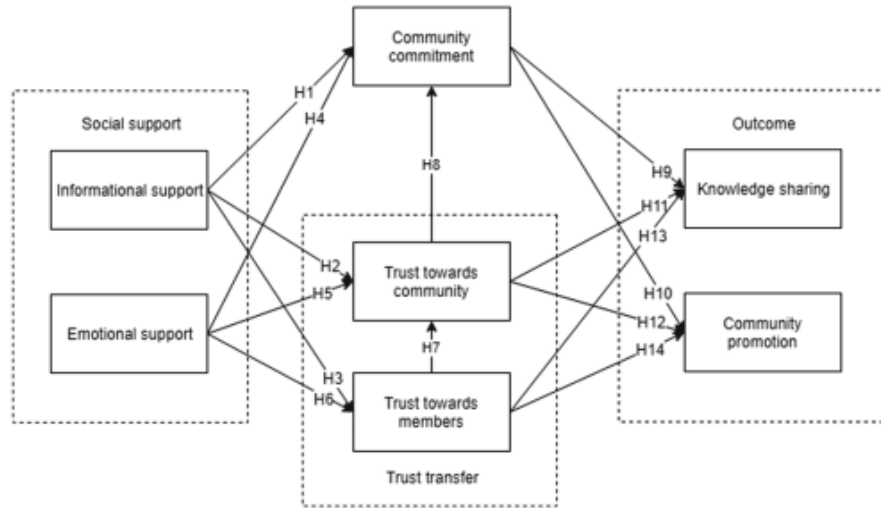 Community
commitment
H1
H4
Social support
Outcome
Informational support
H8
H9
Knowledge sharing
H11
H13
H2
Trust towards
community
H5
H10
H12
Emotional support
Community
promotion
H7
H14
H3
H6
Trust towards
members
Trust transfer